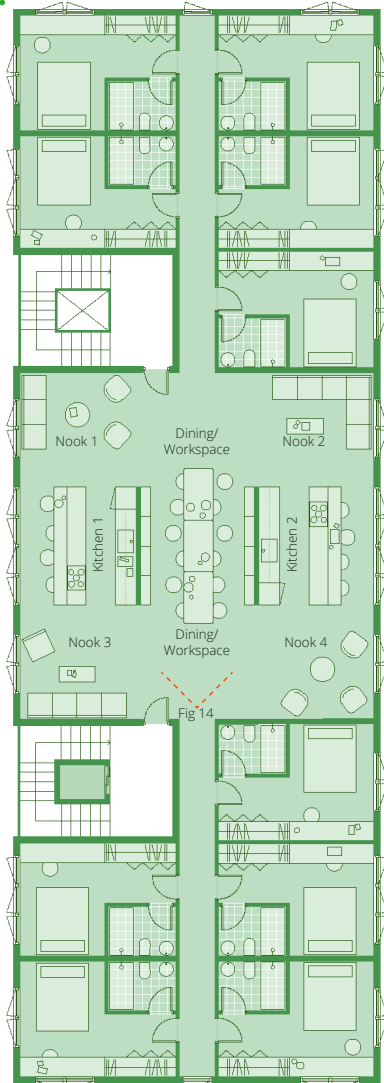 Dining/
Workspace
Nook 1
Nook 2
Kitchen 1
Kitchen 2
Nook 3
Dining/
Workspace
Nook 4
Fig 14